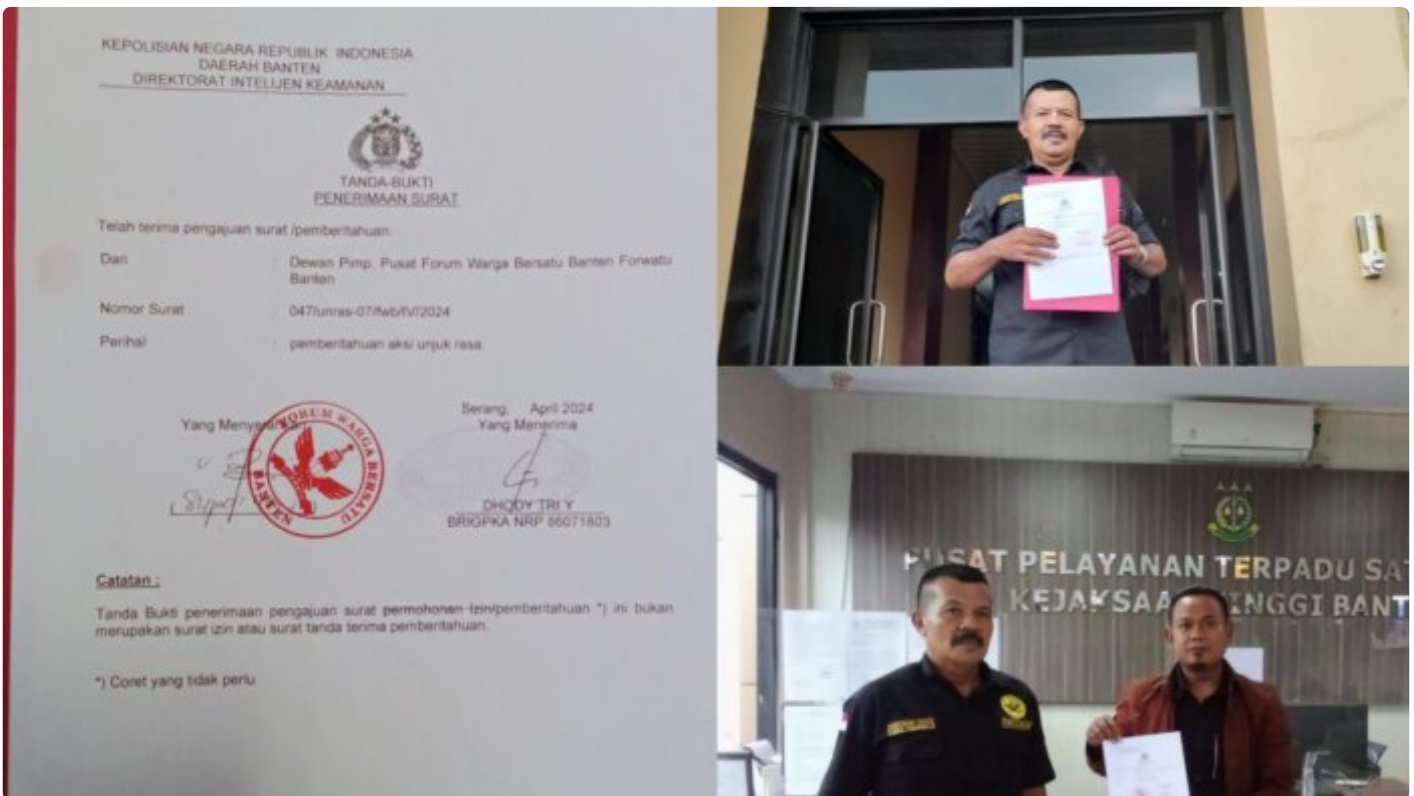 KEPOLISIAN NEGARA REPUBLIK INDONESIA
DAERAH BANTEN
DIREKTORAT INTELIJEN KEAMANAN
TANDA-BUKTI
PENERIMAAN SURAT
Telah terima pengajuan surat /pemberitahuan.
Dari : Dewan Pimp. Pusat Forum Warga Bersatu Banten Forwatu
Banten
Nomor Surat : 047/unras-07/fwb/IV/2024
Perihal : pemberitahuan aksi unjuk rasa.
Serang, April 2024
Yang Menyerahkan
Yang Menerima
FORUM WARGA BERSATU
BANTEN
DHODY TRI Y
BRIGPKA NRP 86071803
Catatan :
Tanda Bukti penerimaan pengajuan surat permohonan Izin/pemberitahuan *) ini bukan
merupakan surat izin atau surat tanda terima pemberitahuan.
*) Coret yang tidak perlu
PUSAT PELAYANAN TERPADU SAT
KEJAKSAA INGGI BANT